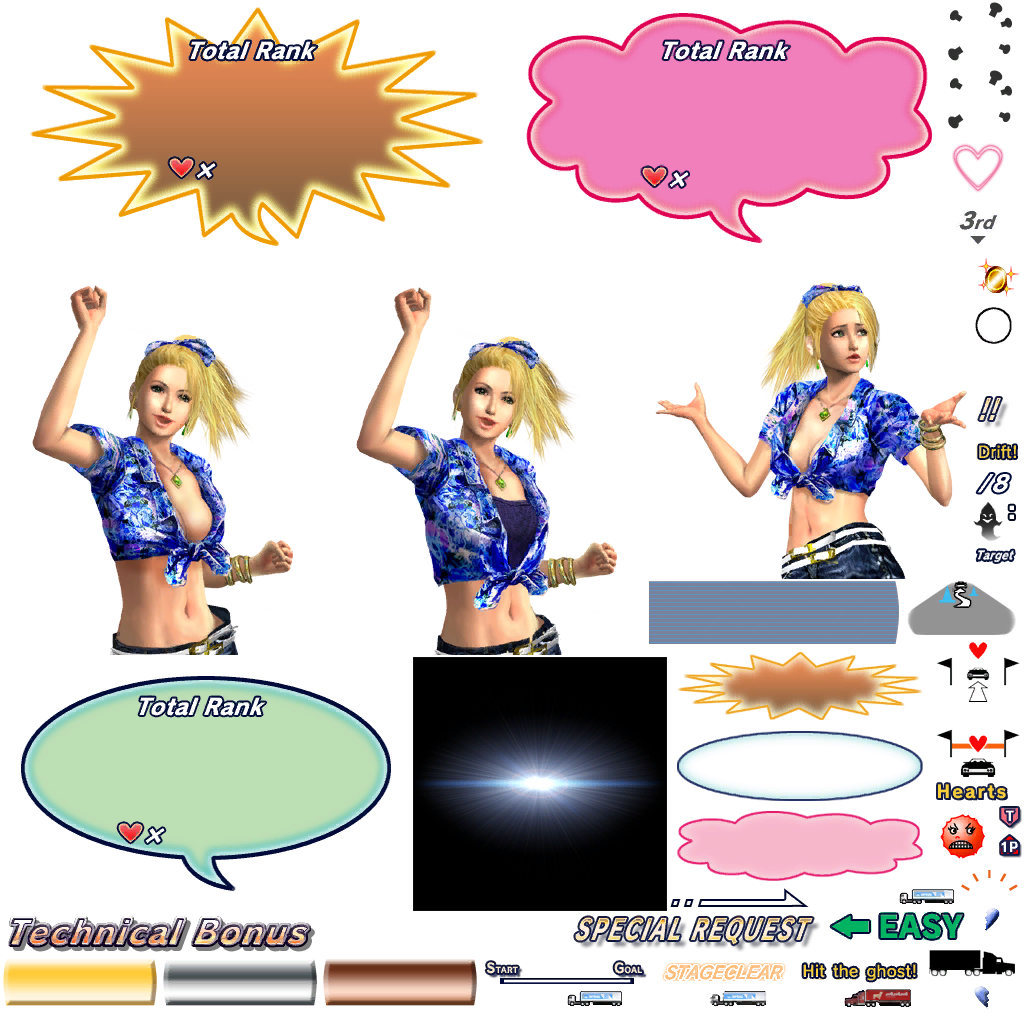 Total Rank
Total Rank
×
×
3rd
!!
Drift!
/8
:
Target
Total Rank
×
Hearts
T
1P
Technical Bonus
SPECIAL REQUEST
EASY
START
GOAL
STAGECLEAR
Hit the ghost!